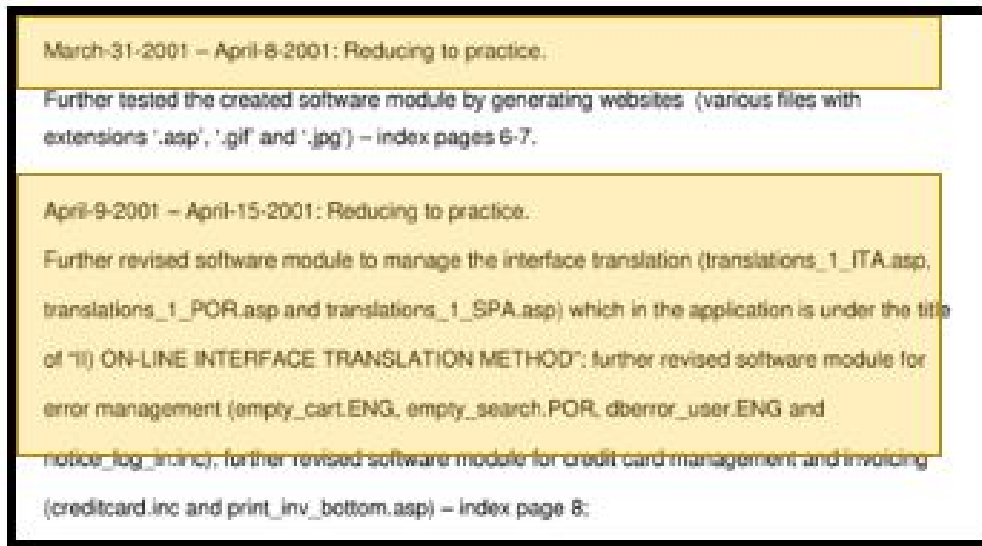 March-31-2001 – April-8-2001: Reducing to practice.
Further tested the created software module by generating websites (various files with
extensions '.asp', '.gif' and '.jpg') – index pages 6-7.
April-9-2001 – April-15-2001: Reducing to practice.
Further revised software module to manage the interface translation (translations_1_ITA.asp,
translations_1_POR.asp and translations_1_SPA.asp) which in the application is under the title
of "II) ON-LINE INTERFACE TRANSLATION METHOD"; further revised software module for
error management (empty_cart.ENG, empty_search.POR, dberror_user.ENG and
notice_log_in.inc); further revised software module for credit card management and invoicing
(creditcard.inc and print_inv_bottom.asp) – index page 8;